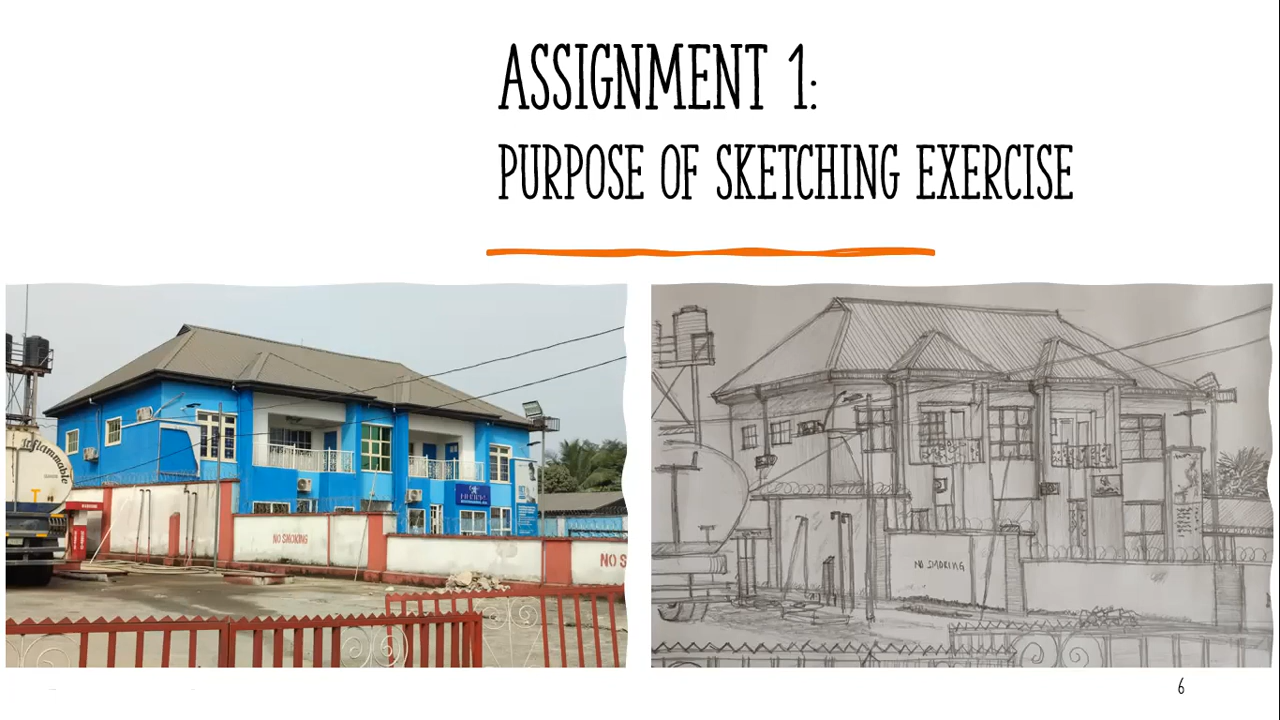 ASSIGNMENT 1:
PURPOSE OF SKETCHING EXERCISE
Inflammable
NO SMOKING
NO S
NO SMOKING
6